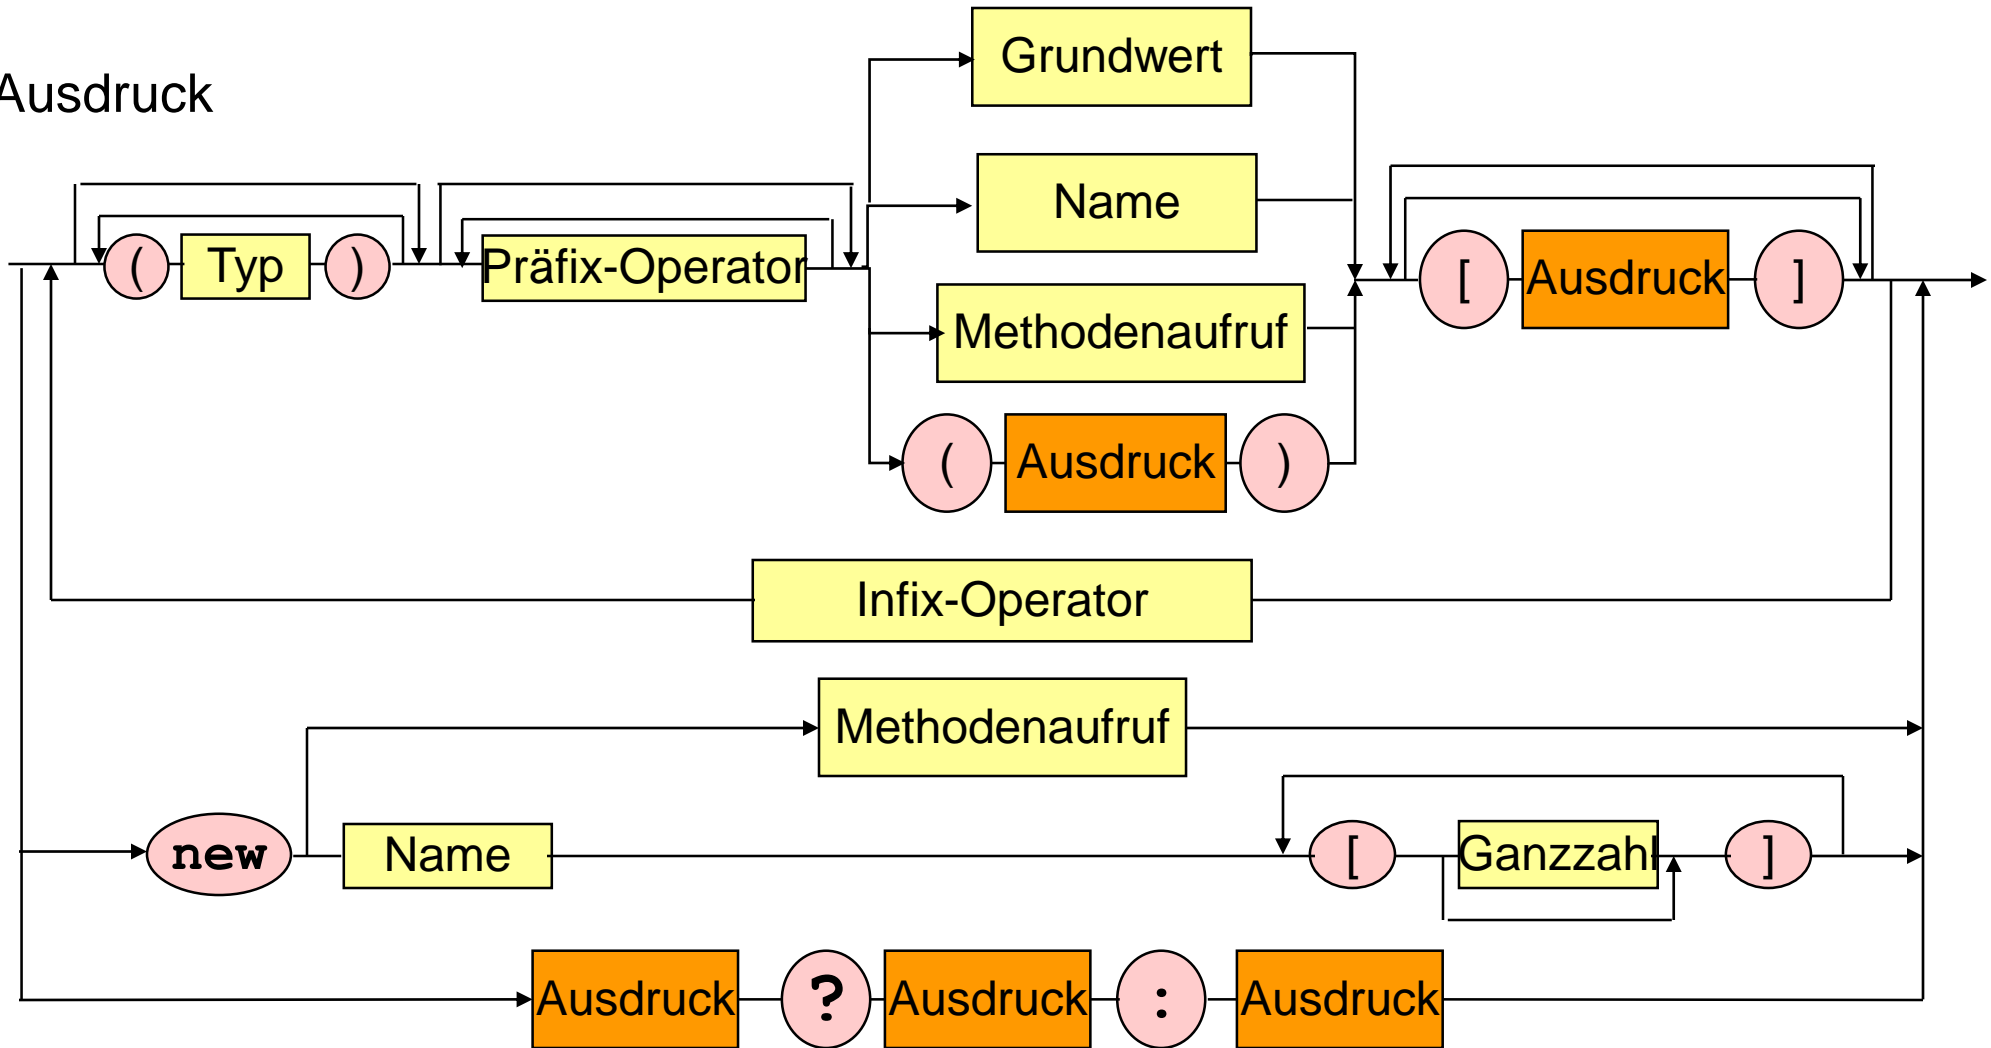 Ausdruck
Grundwert
Name
( Typ ) Präfix-Operator
[ Ausdruck ]
Methodenaufruf
( Ausdruck )
Infix-Operator
Methodenaufruf
new Name [ Ganzzahl ]
Ausdruck ? Ausdruck : Ausdruck